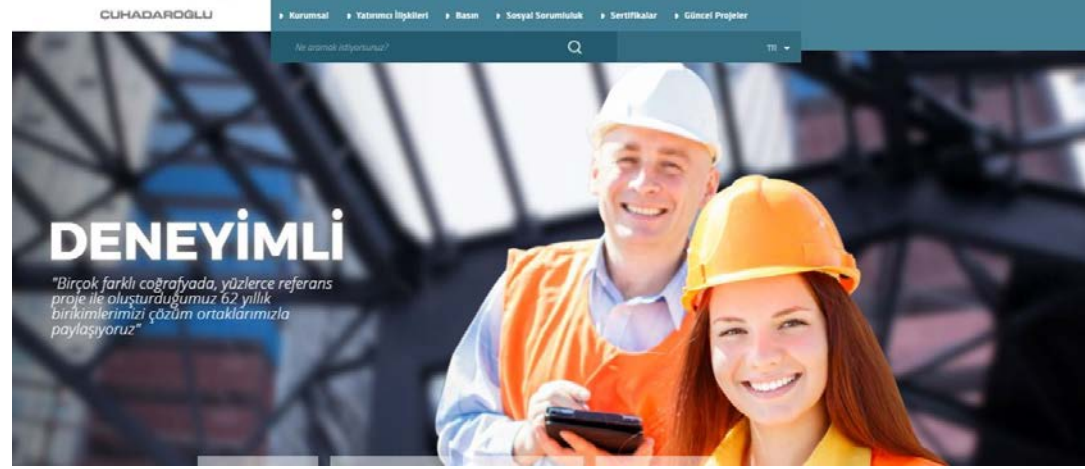 ÇUHADAROĞLU
Kurumsal Yatırımcı İlişkileri Basın Sosyal Sorumluluk Sertifikalar Güncel Projeler
Ne aramak istiyorsunuz? TR
DENEYİMLİ
"Birçok farklı coğrafyada, yüzlerce referans
proje ile oluşturduğumuz 62 yıllık
birikimlerimizi çözüm ortaklarımızla
paylaşıyoruz"